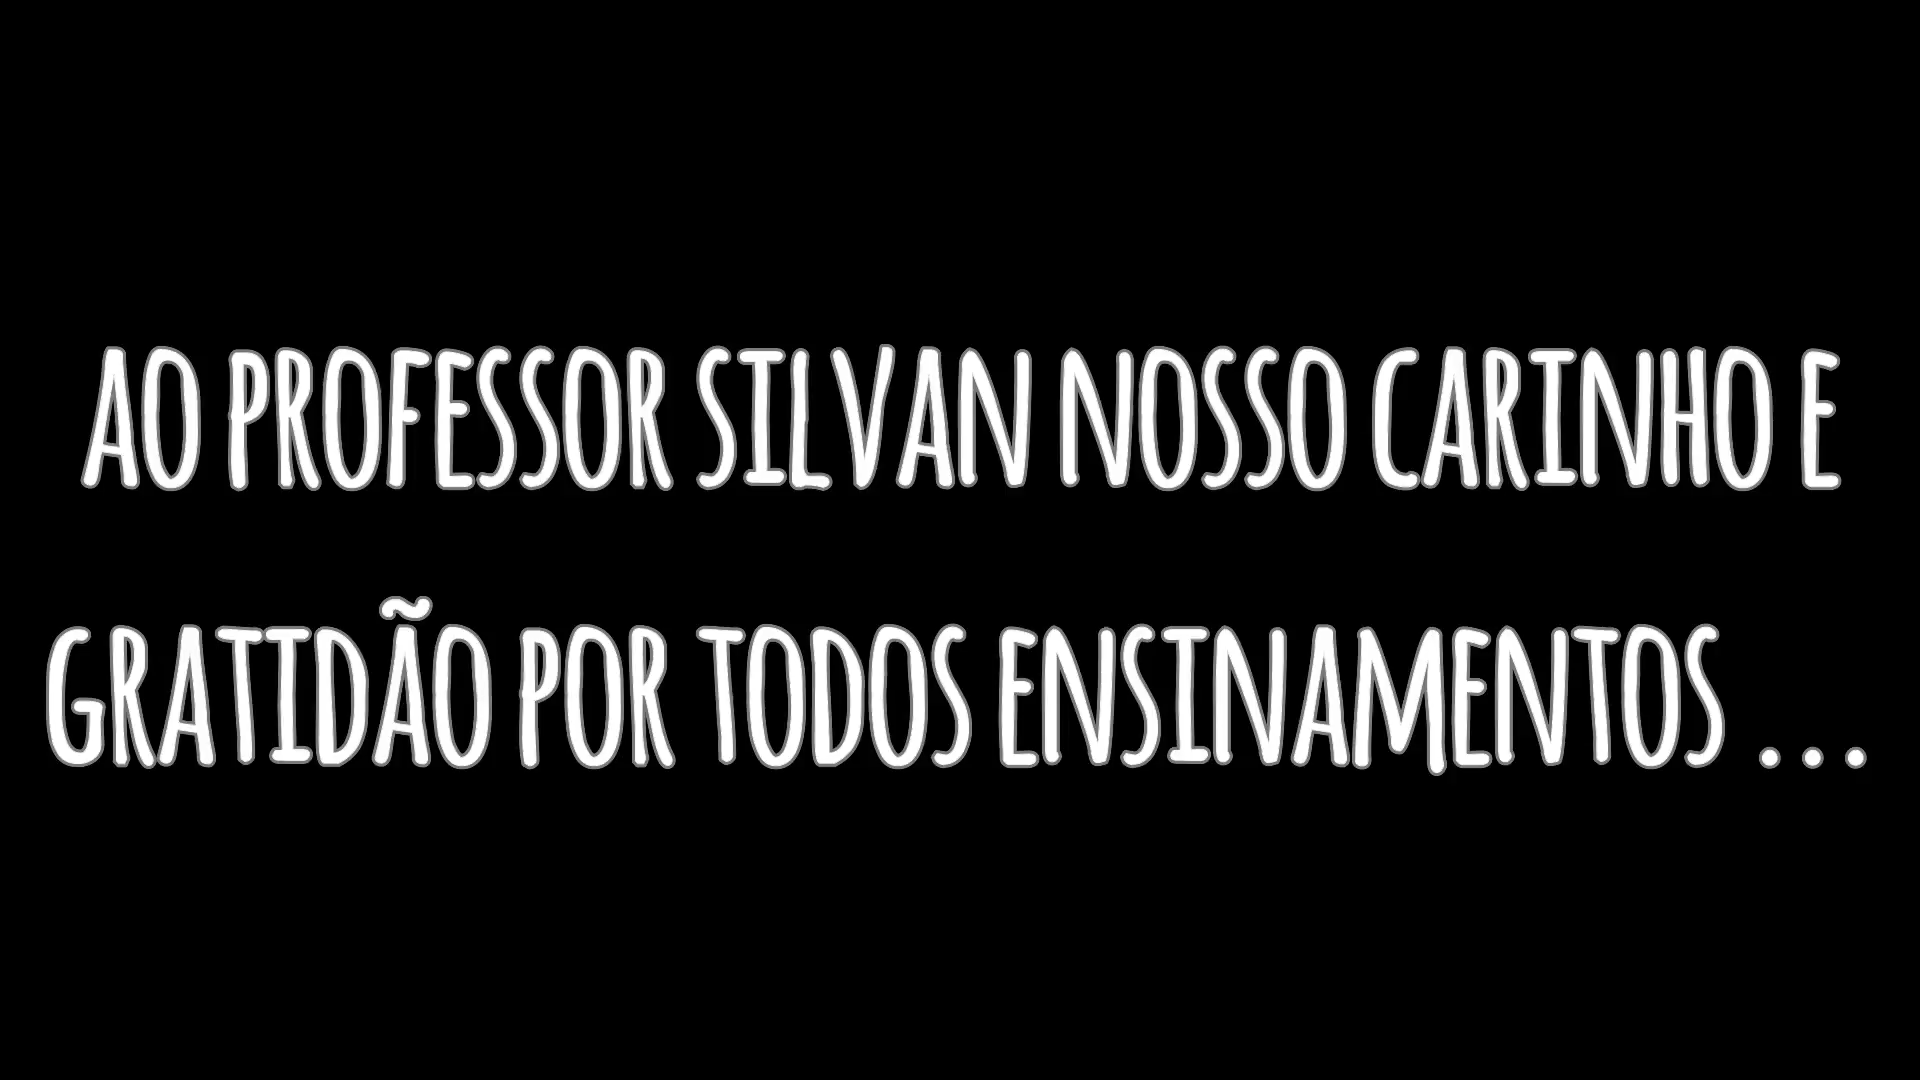 AO PROFESSOR SILVAN NOSSO CARINHO E
GRATIDÃO POR TODOS ENSINAMENTOS ...